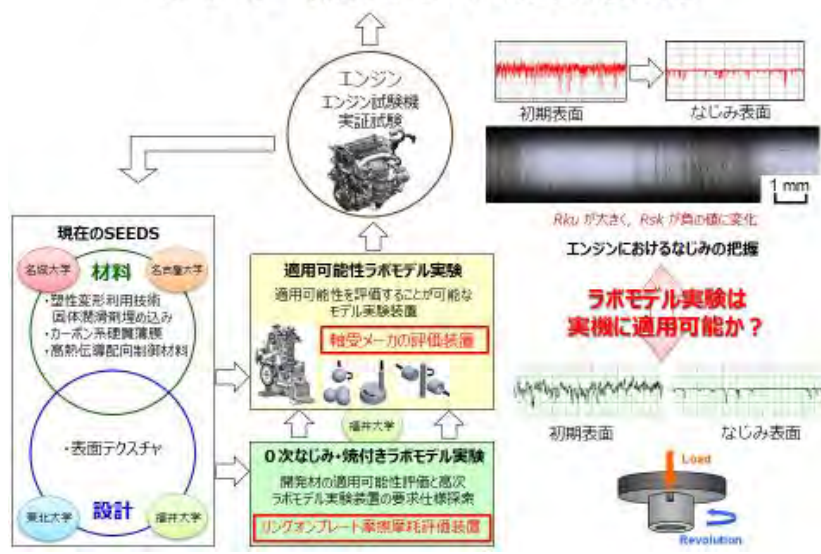 エンジン
エンジン試験機
実証試験
初期表面
なじみ表面
1 mm
Rku が大きく, Rsk が負の値に変化
エンジンにおけるなじみの把握
現在のSEEDS
名城大学
材料
名古屋大学
・塑性変形利用技術
固体潤滑剤埋め込み
・カーボン系硬質薄膜
・高熱伝導配向制御材料
・表面テクスチャ
東北大学
設計
福井大学
適用可能性ラボモデル実験
適用可能性を評価することが可能な
モデル実験装置
軸受メーカの評価装置
福井大学
0次なじみ・焼付きラボモデル実験
開発材の適用可能性評価と高次
ラボモデル実験装置の要求仕様探索
リングオンプレート摩擦摩耗評価装置
ラボモデル実験は
実機に適用可能か？
初期表面
なじみ表面
Load
Revolution